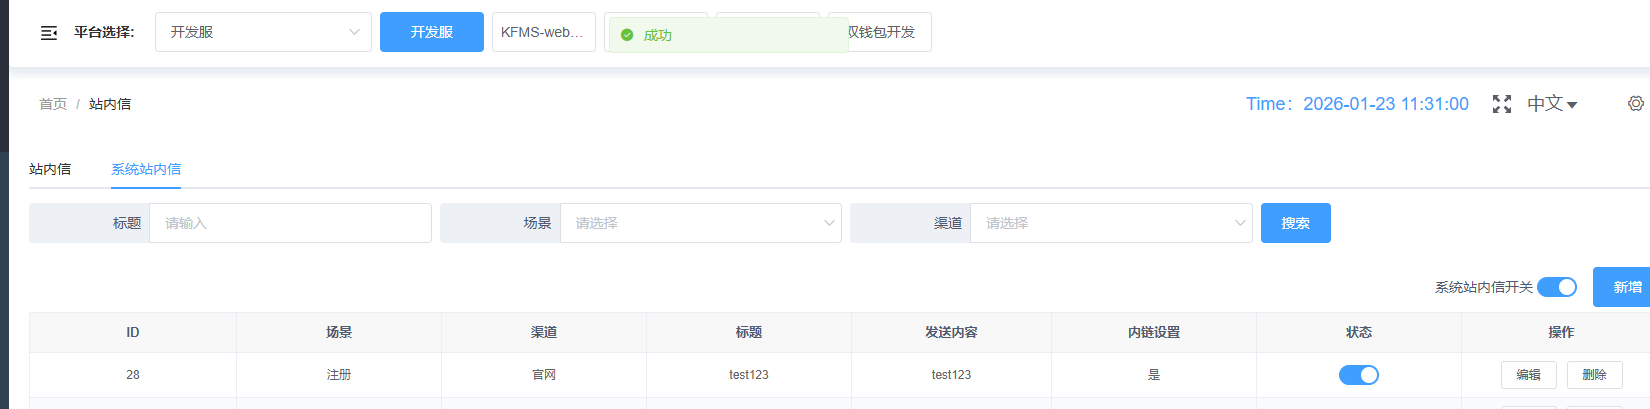 平台选择: 开发服 开发服 KFMS-web... 成功 双钱包开发
首页 / 站内信 Time：2026-01-23 11:31:00 中文
站内信 系统站内信
标题 请输入 场景 请选择 渠道 请选择 搜索
系统站内信开关 新增
ID 场景 渠道 标题 发送内容 内链设置 状态 操作
28 注册 官网 test123 test123 是 编辑 删除